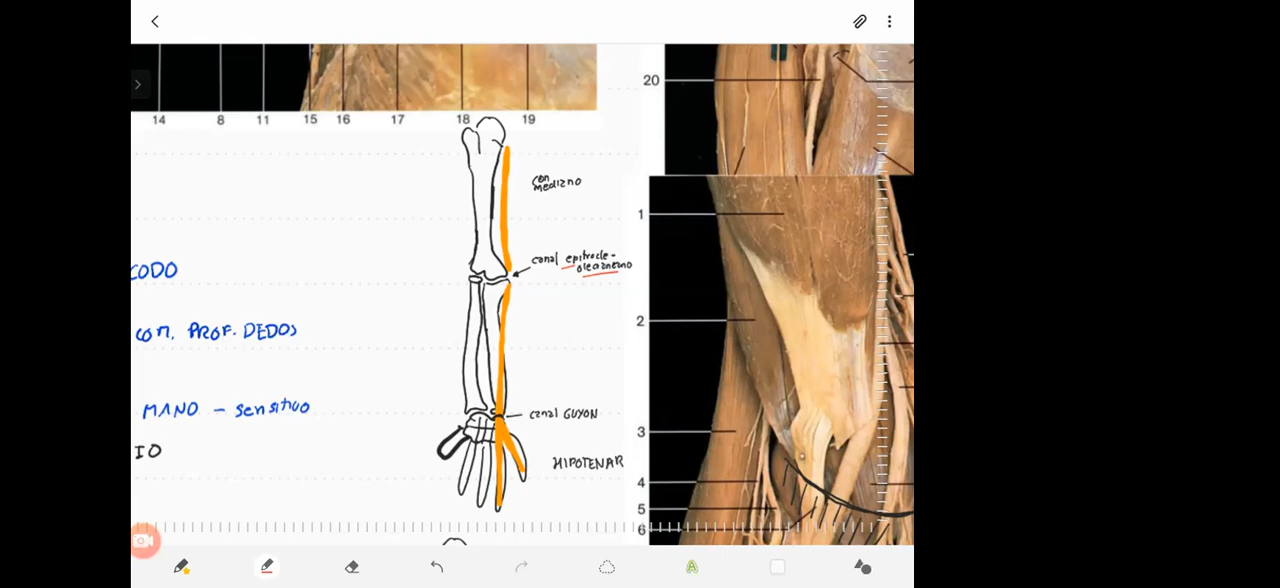 20
14 8 11 15 16 17 18 19
con
mediano
1
canal epitrocle-
olecraneano
CODO
2
COM. PROF. DEDOS
MANO - sensitivo
canal GUYON
3
IO
HIPOTENAR
4
5
6
A